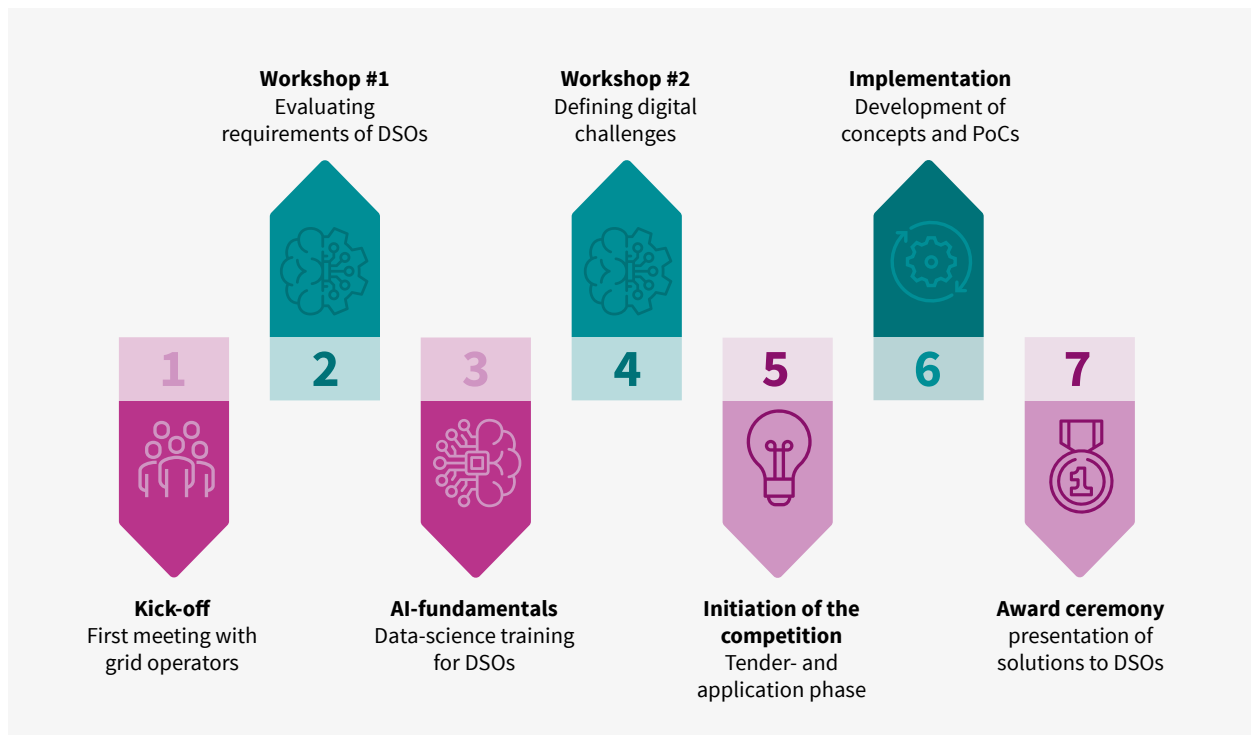 Workshop #1
Evaluating
requirements of DSOs
Workshop #2
Defining digital
challenges
Implementation
Development of
concepts and PoCs
1
2
3
4
5
6
7
1
Kick-off
First meeting with
grid operators
AI-fundamentals
Data-science training
for DSOs
Initiation of the
competition
Tender- and
application phase
Award ceremony
presentation of
solutions to DSOs